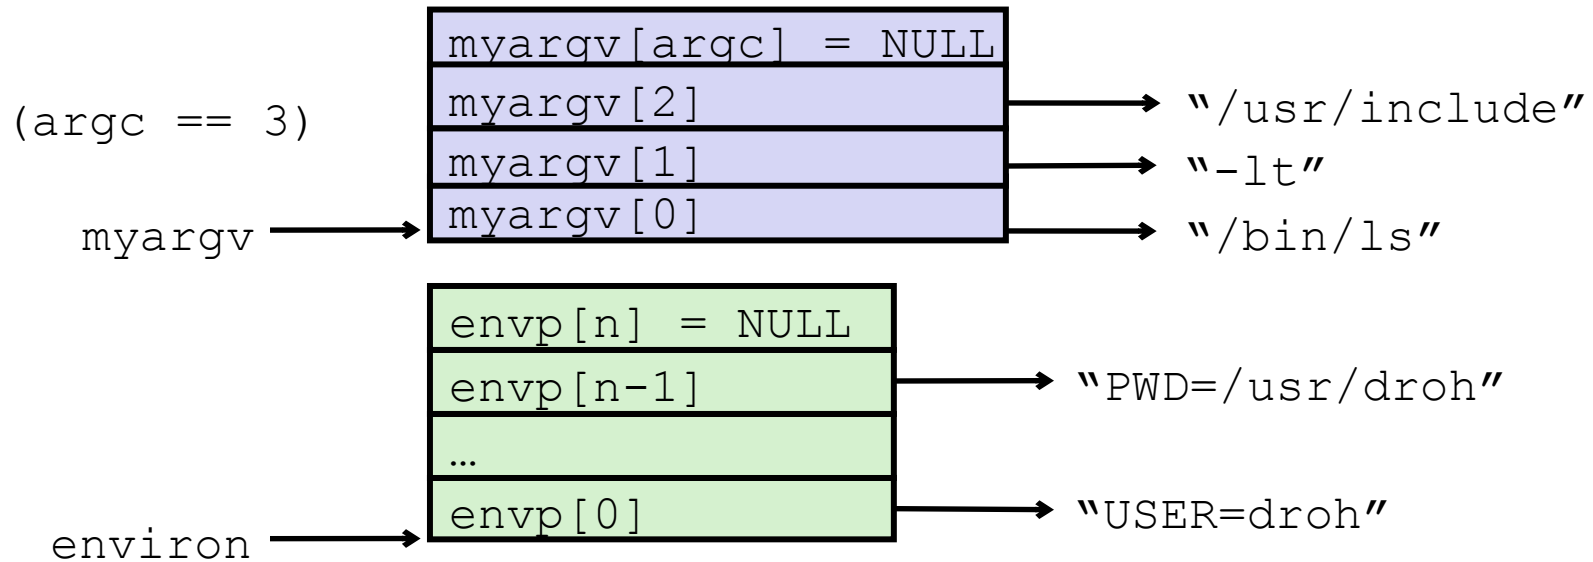 myargv[argc] = NULL
(argc == 3)
myargv[2]
“/usr/include”
myargv[1]
“-lt”
myargv[0]
“/bin/ls”
myargv
envp[n] = NULL
envp[n-1]
“PWD=/usr/droh”
…
envp[0]
“USER=droh”
environ